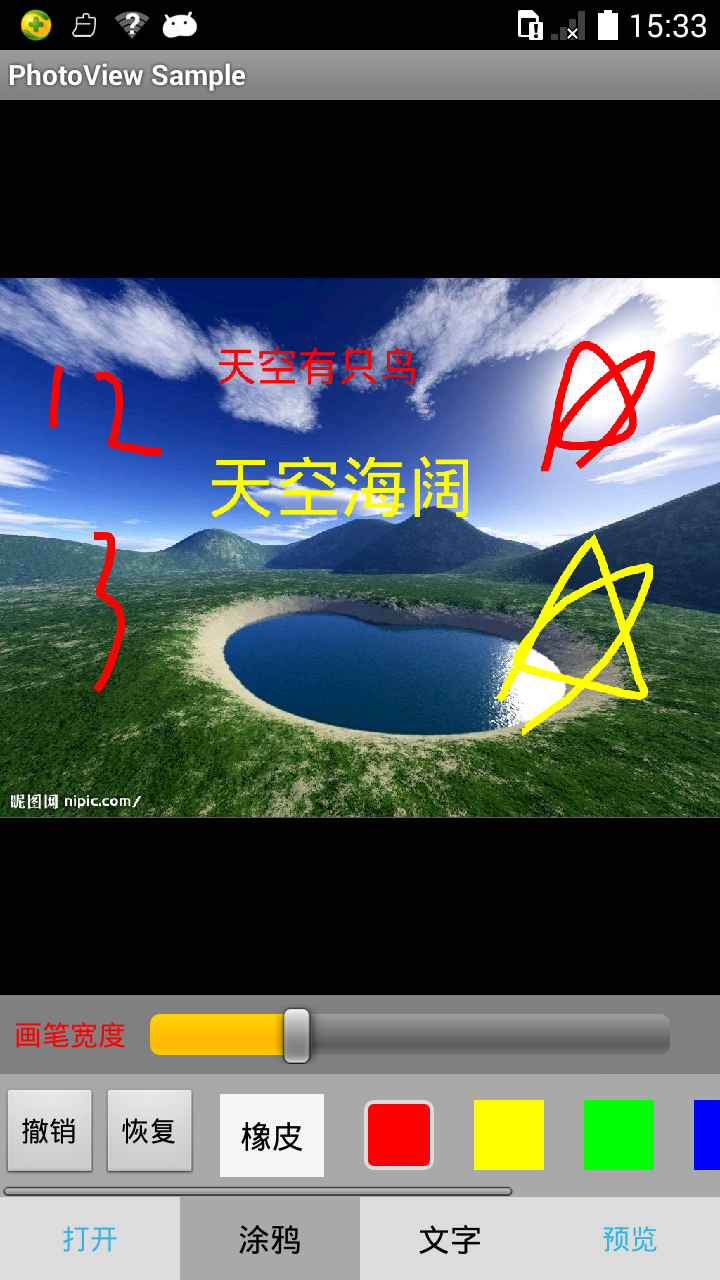 15:33
PhotoView Sample
天空有只鸟
12
天空海阔
3
昵图网 nipic.com/
画笔宽度
撤销 恢复 橡皮
打开 涂鸦 文字 预览